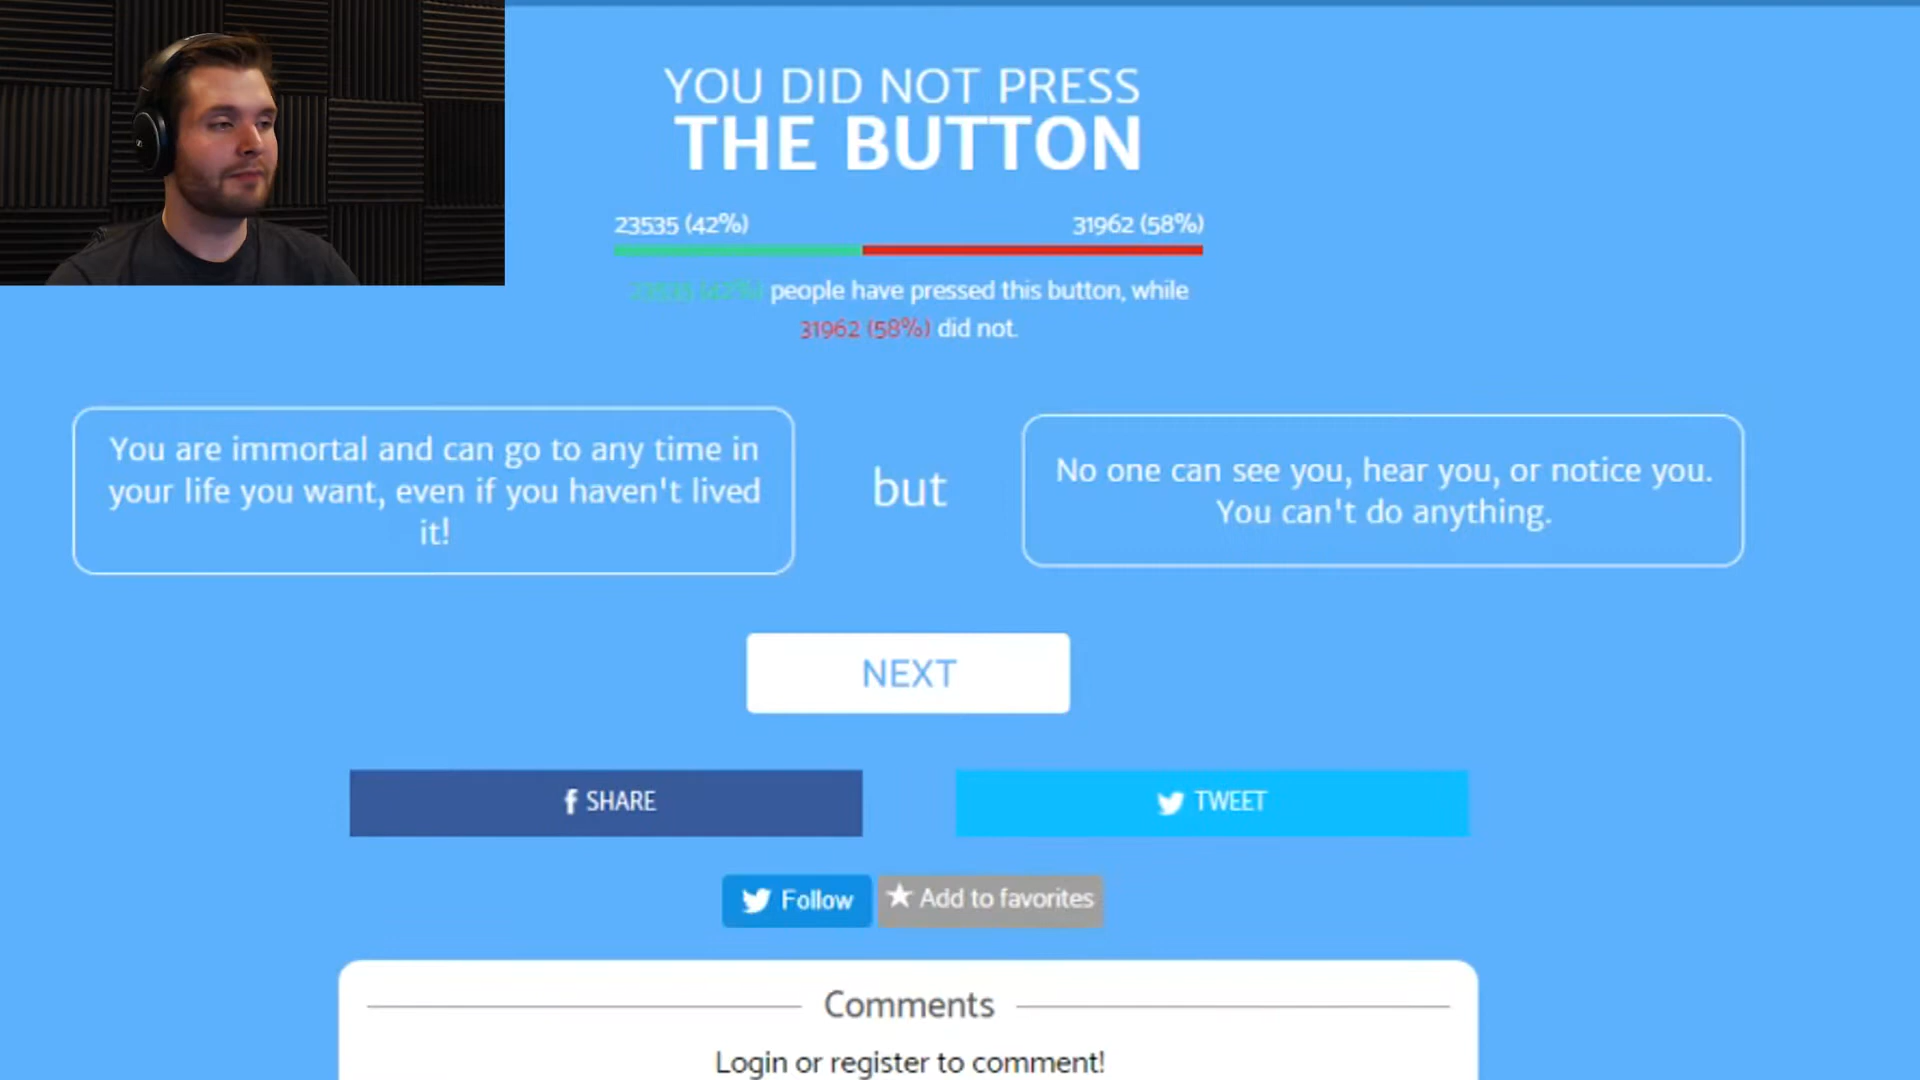 YOU DID NOT PRESS
THE BUTTON
23535 (42%)
31962 (58%)
23535 (42%) people have pressed this button, while
31962 (58%) did not.
You are immortal and can go to any time in
your life you want, even if you haven't lived
it!
but
No one can see you, hear you, or notice you.
You can't do anything.
NEXT
SHARE
TWEET
Follow
Add to favorites
Comments
Login or register to comment!